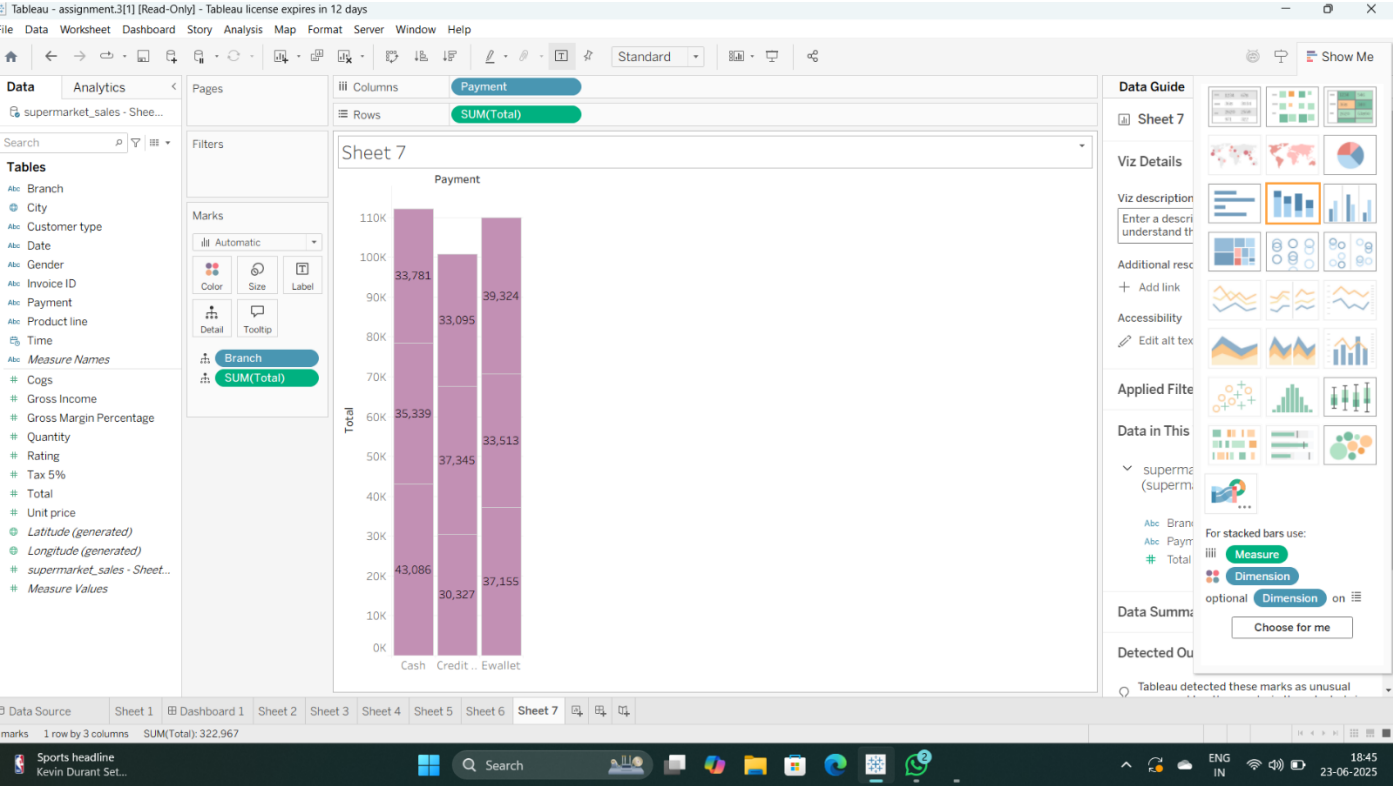 Tableau - assignment.3[1] [Read-Only] - Tableau license expires in 12 days
File Data Worksheet Dashboard Story Analysis Map Format Server Window Help
Standard
Show Me
Data Analytics
supermarket_sales - Shee...
Search
Tables
Abc Branch
City
Abc Customer type
Abc Date
Abc Gender
Abc Invoice ID
Abc Payment
Abc Product line
Time
Abc Measure Names
# Cogs
# Gross Income
# Gross Margin Percentage
# Quantity
# Rating
# Tax 5%
# Total
# Unit price
Latitude (generated)
Longitude (generated)
# supermarket_sales - Sheet...
# Measure Values
Pages
Filters
Marks
Automatic
Color Size Label
Detail Tooltip
Branch
SUM(Total)
Columns Payment
Rows SUM(Total)
Sheet 7
Payment
Total
110K
100K
90K
80K
70K
60K
50K
40K
30K
20K
10K
0K
33,781
35,339
43,086
33,095
37,345
30,327
39,324
33,513
37,155
Cash Credit .. Ewallet
Data Guide
Sheet 7
Viz Details
Viz description
Enter a descri
understand th
Additional reso
Add link
Accessibility
Edit alt tex
Applied Filte
Data in This
superma
(superma
Abc Branc
Abc Paym
# Total
Data Summa
Detected Ou
Tableau detected these marks as unusual
For stacked bars use:
Measure
Dimension
optional Dimension on
Choose for me
Data Source Sheet 1 Dashboard 1 Sheet 2 Sheet 3 Sheet 4 Sheet 5 Sheet 6 Sheet 7
marks 1 row by 3 columns SUM(Total): 322,967
Sports headline
Kevin Durant Set...
Search
2
ENG
IN
18:45
23-06-2025